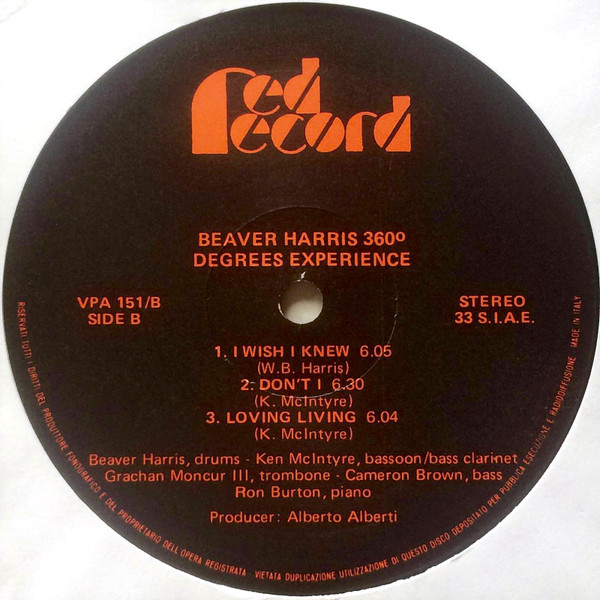 Red
Record
BEAVER HARRIS 360º
DEGREES EXPERIENCE
VPA 151/B
SIDE B
STEREO
33 S.I.A.E.
1. I WISH I KNEW 6.05
(W.B. Harris)
2. DON'T I 6.30
(K. McIntyre)
3. LOVING LIVING 6.04
(K. McIntyre)
Beaver Harris, drums - Ken McIntyre, bassoon/bass clarinet
Grachan Moncur III, trombone - Cameron Brown, bass
Ron Burton, piano
Producer: Alberto Alberti
RISERVATI TUTTI I DIRITTI DEL PRODUTTORE FONOGRAFICO E DEL PROPRIETARIO DELL'OPERA REGISTRATA - VIETATA DUPLICAZIONE UTILIZZAZIONE DI QUESTO DISCO DEPOSITATO PER PUBBLICA ESECUZIONE E RADIODIFFUSIONE MADE IN ITALY